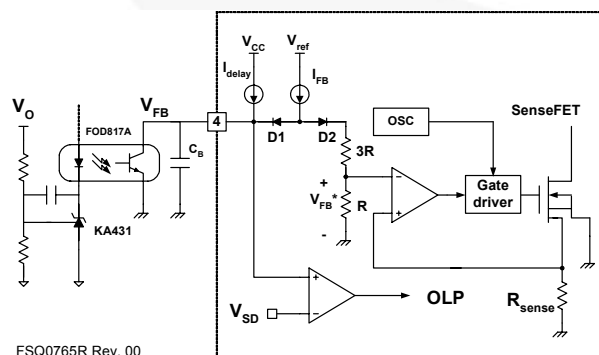 V_CC V_ref
I_delay I_FB
V_O FOD817A V_FB 4 D1 D2
C_B
3R OSC SenseFET
+ V_FB* - R
- +
Gate driver
KA431
V_SD + - OLP
R_sense
FSQ0765R Rev. 00